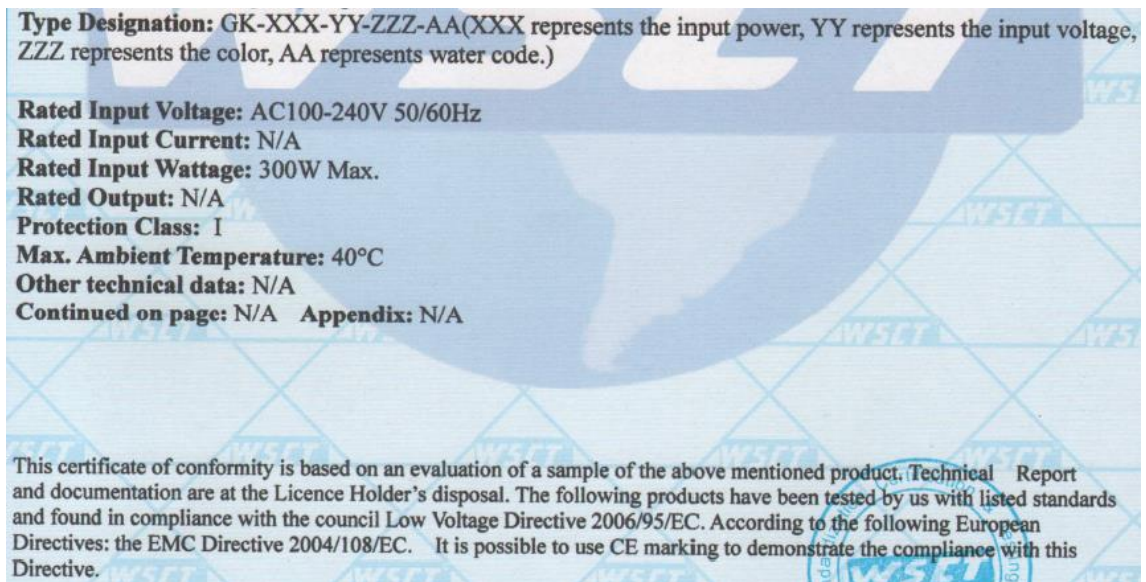 Type Designation: GK-XXX-YY-ZZZ-AA(XXX represents the input power, YY represents the input voltage,
ZZZ represents the color, AA represents water code.)
Rated Input Voltage: AC100-240V 50/60Hz
Rated Input Current: N/A
Rated Input Wattage: 300W Max.
Rated Output: N/A
Protection Class: I
Max. Ambient Temperature: 40°C
Other technical data: N/A
Continued on page: N/A Appendix: N/A
This certificate of conformity is based on an evaluation of a sample of the above mentioned product. Technical Report
and documentation are at the Licence Holder's disposal. The following products have been tested by us with listed standards
and found in compliance with the council Low Voltage Directive 2006/95/EC. According to the following European
Directives: the EMC Directive 2004/108/EC. It is possible to use CE marking to demonstrate the compliance with this
Directive.
WSCT